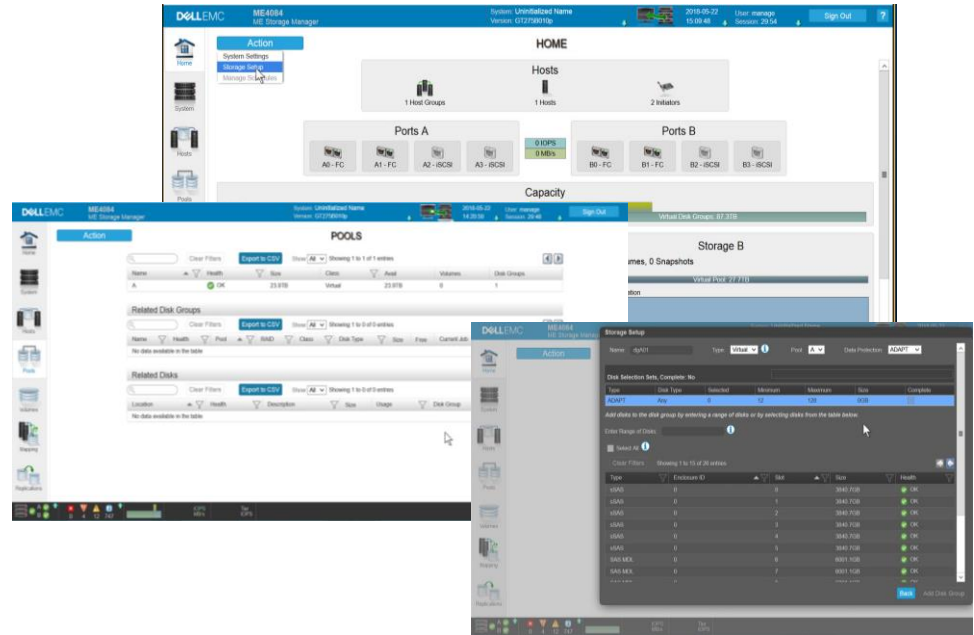 DELLEMC
ME4084
ME Storage Manager
System: Uninitialized Name
Version: GT275B010p
2018-05-22
15:09:48
User: manage
Session: 29:54
Sign Out
?
Home
System
Hosts
Pools
Action
System Settings
Storage Setup
Manage Schedules
HOME
Hosts
1 Host Groups
1 Hosts
2 Initiators
Ports A
0 IOPS
0 MB/s
Ports B
A0 - FC
A1 - FC
A2 - iSCSI
A3 - iSCSI
B0 - FC
B1 - FC
B2 - iSCSI
B3 - iSCSI
Capacity
Virtual Disk Groups: 87.3TB
Storage B
0 Snapshots
Virtual Pool: 27.7TB
DELLEMC
ME4084
ME Storage Manager
System: Uninitialized Name
2018-05-22
User: manage
Sign Out
Home
System
Hosts
Pools
Volumes
Mapping
Replications
Action
POOLS
Clear Filters
Export to CSV
Show All Showing 1 to 1 of 1 entries
Name Health Size Class Avail Volumes Disk Groups
A OK 23.9TB Virtual 23.9TB 0 1
Related Disk Groups
Clear Filters
Export to CSV
Show All Showing 1 to 0 of 0 entries
Name Health Pool RAID Class Disk Type Size Free Current Job
No data available in the table
Related Disks
Clear Filters
Export to CSV
Show All Showing 1 to 0 of 0 entries
Location Health Description Size Usage Disk Group
No data available in the table
DELLEMC
ME4084
ME Storage
Action
Storage Setup
Name: dgA01
Type: Virtual
Pool: A
Data Protection: ADAPT
Disk Selection Sets, Complete: No
Type Disk Type Selected Minimum Maximum Size Complete
ADAPT Any 0 12 128 0GB
Add disks to the disk group by entering a range of disks or by selecting disks from the table below.
Enter Range of Disks:
Select All
Clear Filters
Showing 1 to 15 of 36 entries
Type Enclosure ID Slot Size Health
sSAS 0 0 3840.7GB OK
sSAS 0 1 3840.7GB OK
sSAS 0 2 3840.7GB OK
sSAS 0 3 3840.7GB OK
sSAS 0 4 3840.7GB OK
sSAS 0 5 3840.7GB OK
SAS MDL 0 6 6001.1GB OK
SAS MDL 0 7 6001.1GB OK
Back
Add Disk Group